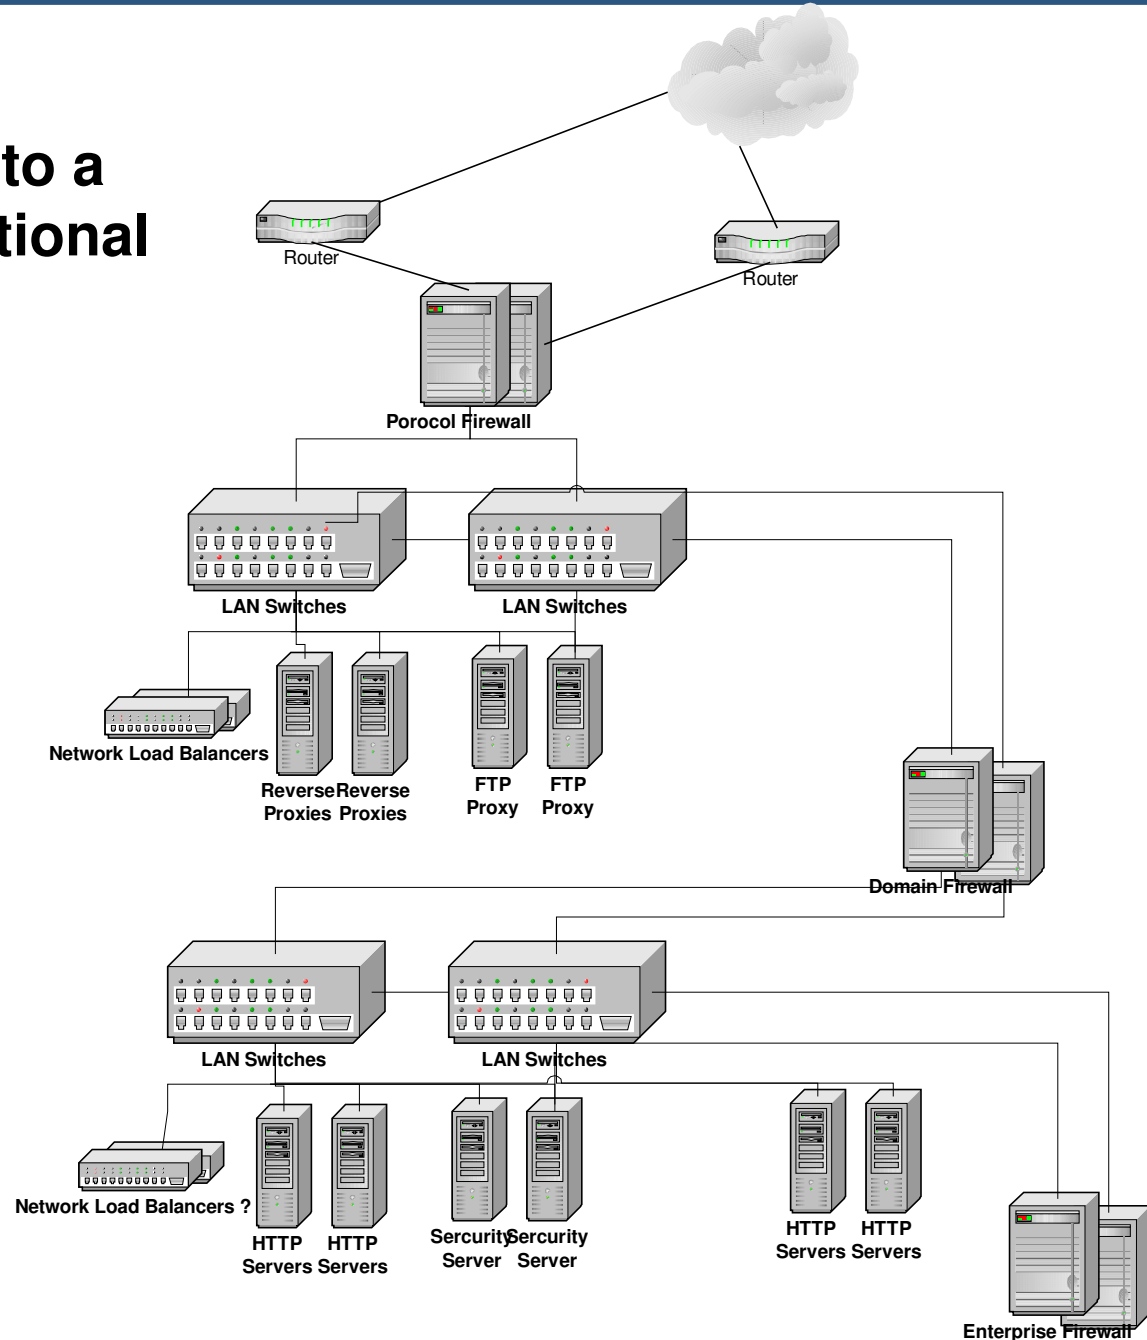 to a
tional
Router
Router
Porocol Firewall
LAN Switches
LAN Switches
Network Load Balancers
Reverse
Proxies
Reverse
Proxies
FTP
Proxy
FTP
Proxy
Domain Firewall
LAN Switches
LAN Switches
Network Load Balancers ?
HTTP
Servers
HTTP
Servers
Sercurity
Server
Sercurity
Server
HTTP
Servers
HTTP
Servers
Enterprise Firewall